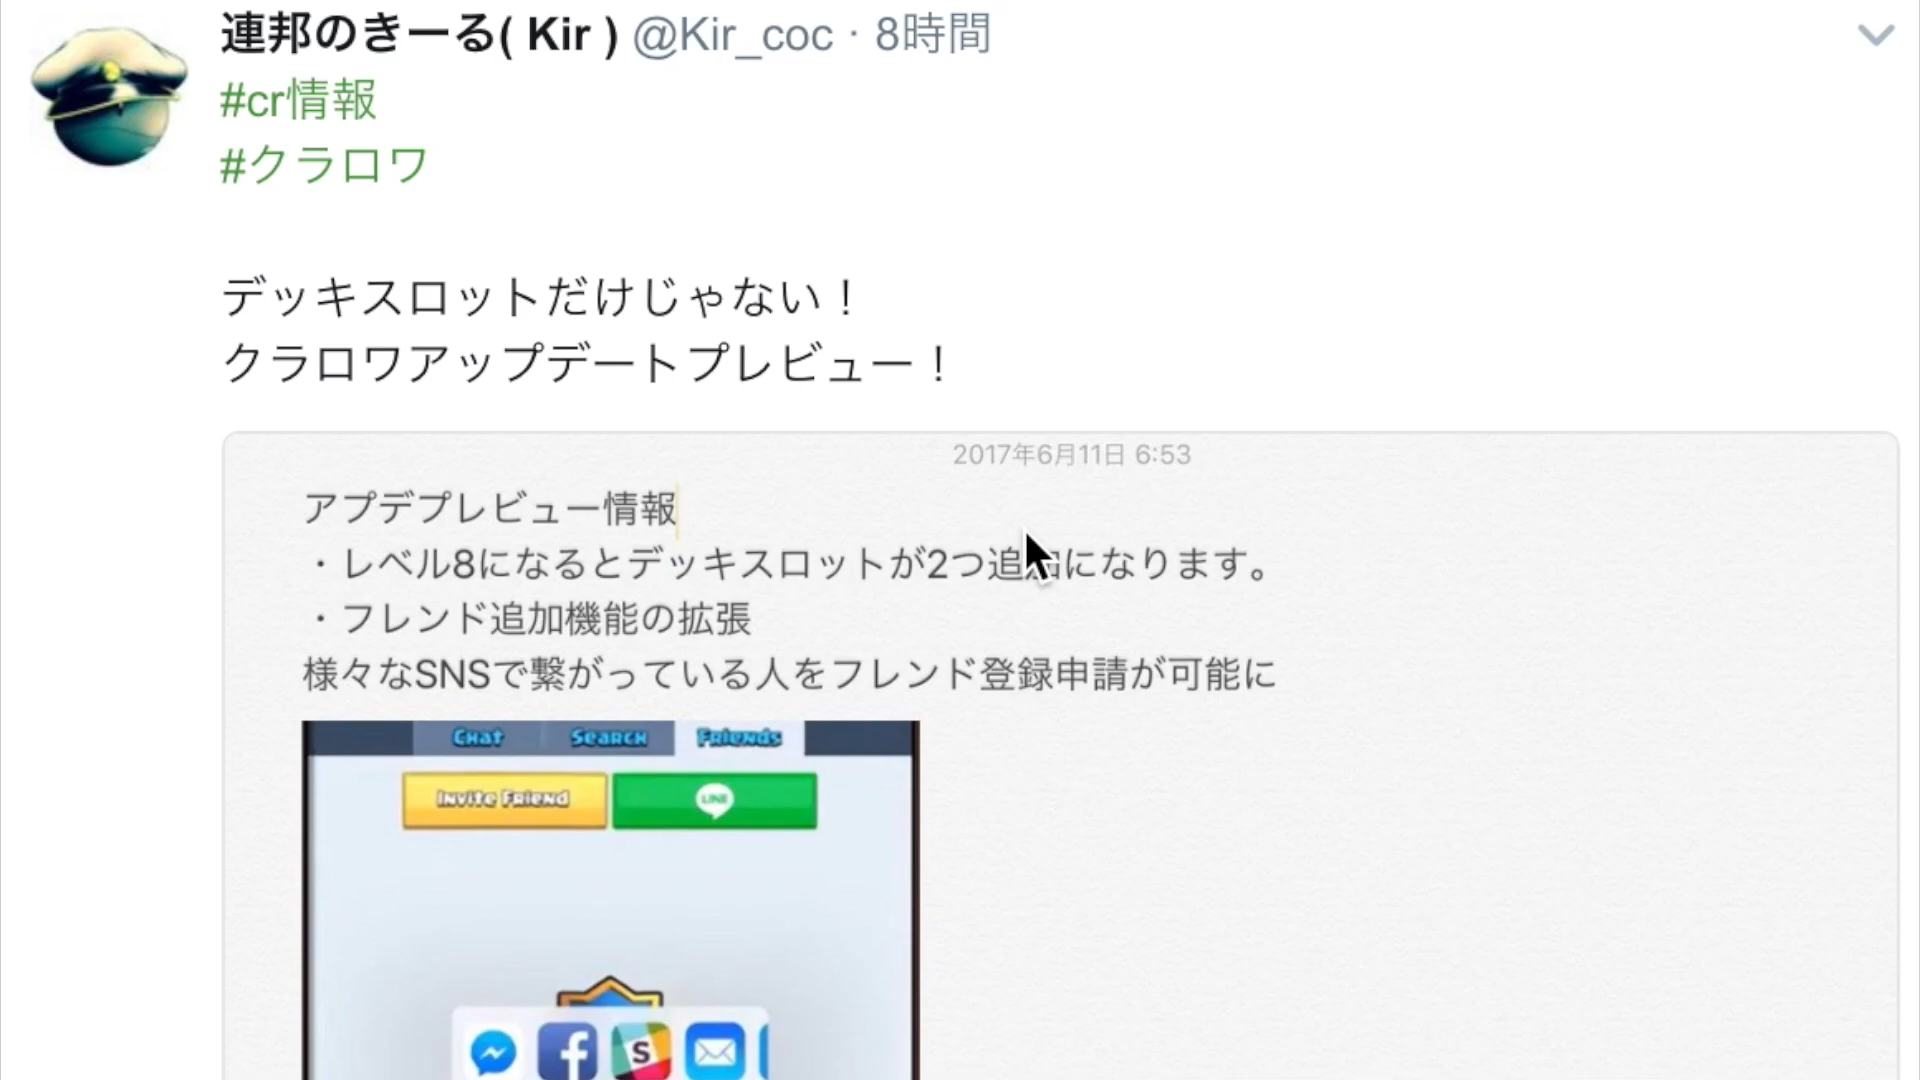 連邦のきーる( Kir ) @Kir_coc · 8時間
#cr情報
#クラロワ
デッキスロットだけじゃない！
クラロワアップデートプレビュー！
2017年6月11日 6:53
アプデプレビュー情報
・レベル8になるとデッキスロットが2つ追加になります。
・フレンド追加機能の拡張
様々なSNSで繋がっている人をフレンド登録申請が可能に
Chat Search Friends
Invite Friend LINE
f S